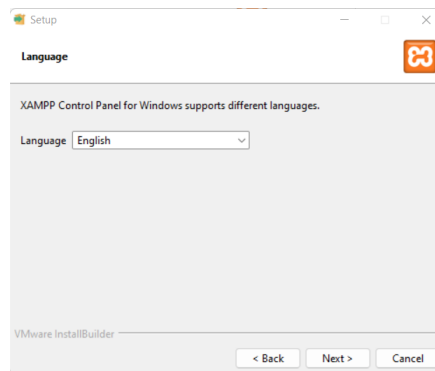 Setup
Language
XAMPP Control Panel for Windows supports different languages.
Language English
VMware InstallBuilder
< Back Next > Cancel